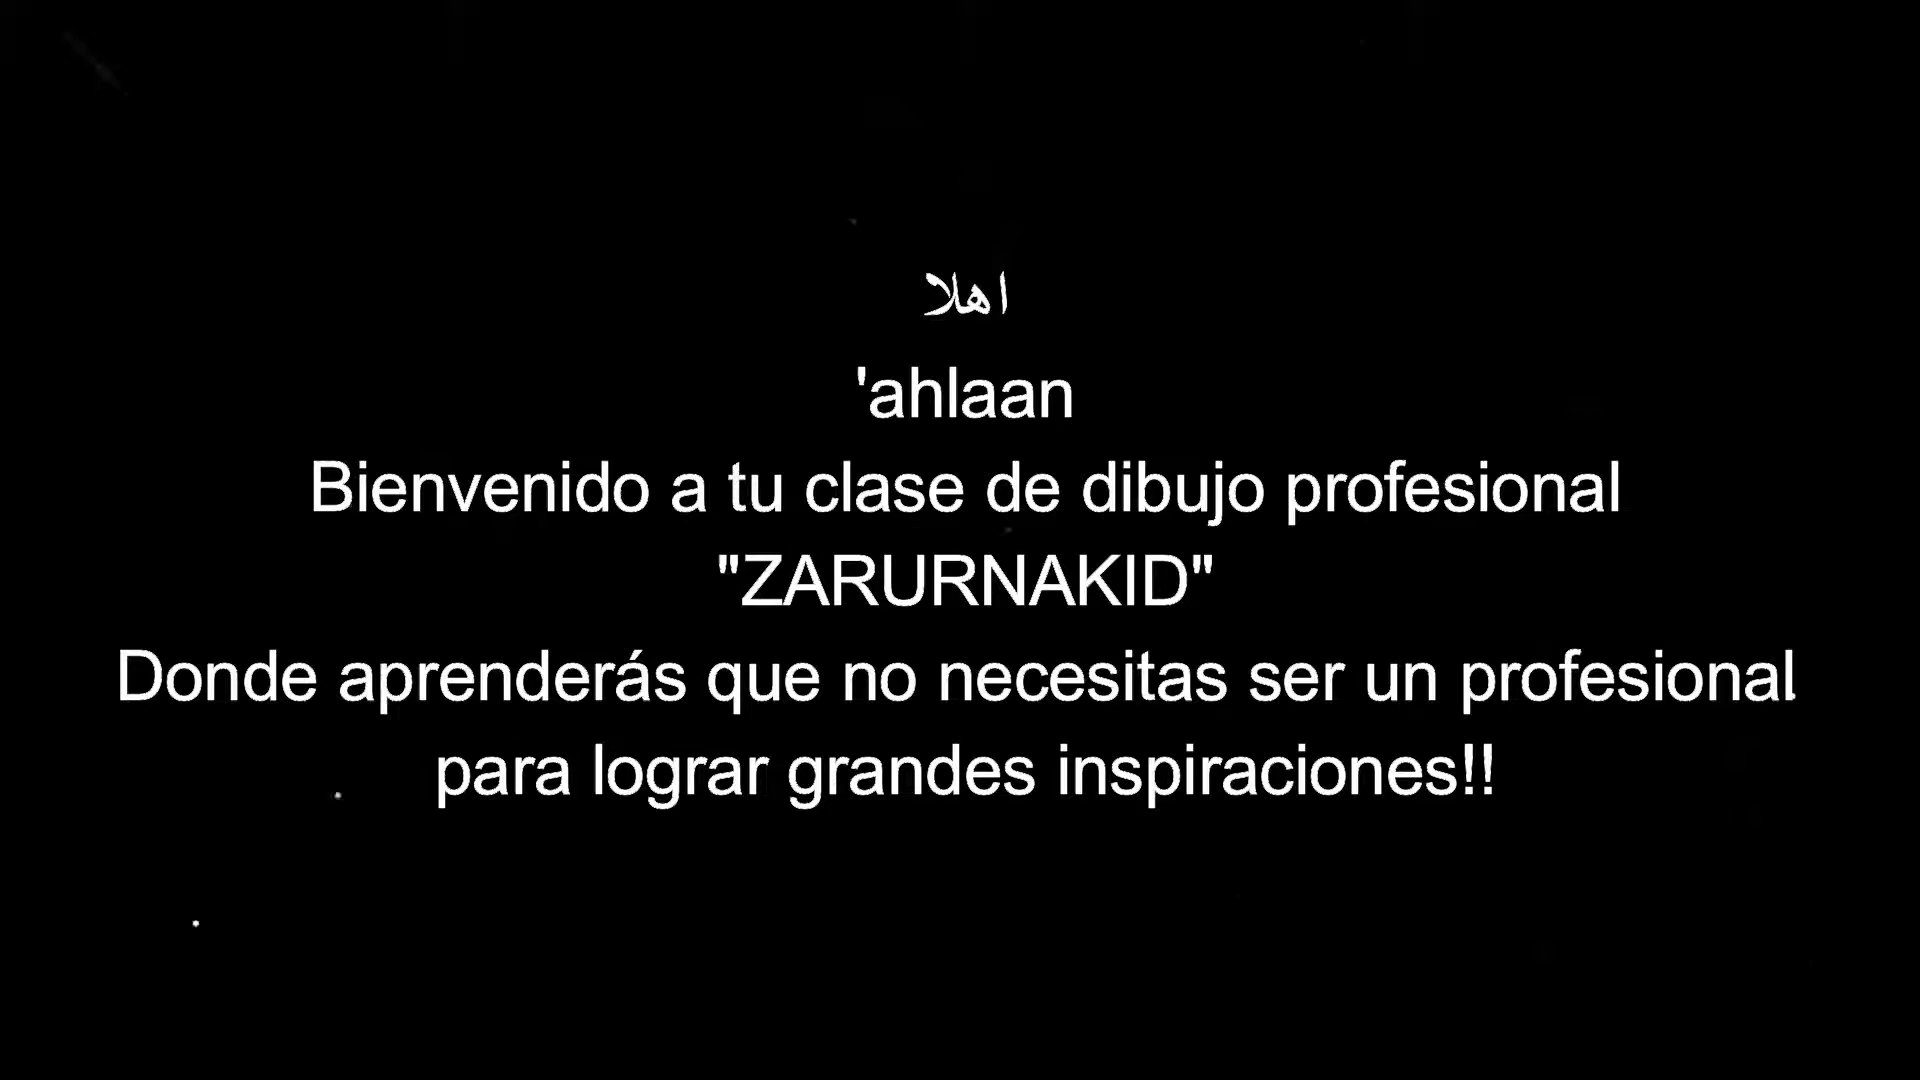 اهلا
'ahlaan
Bienvenido a tu clase de dibujo profesional
"ZARURNAKID"
Donde aprenderás que no necesitas ser un profesional
para lograr grandes inspiraciones!!